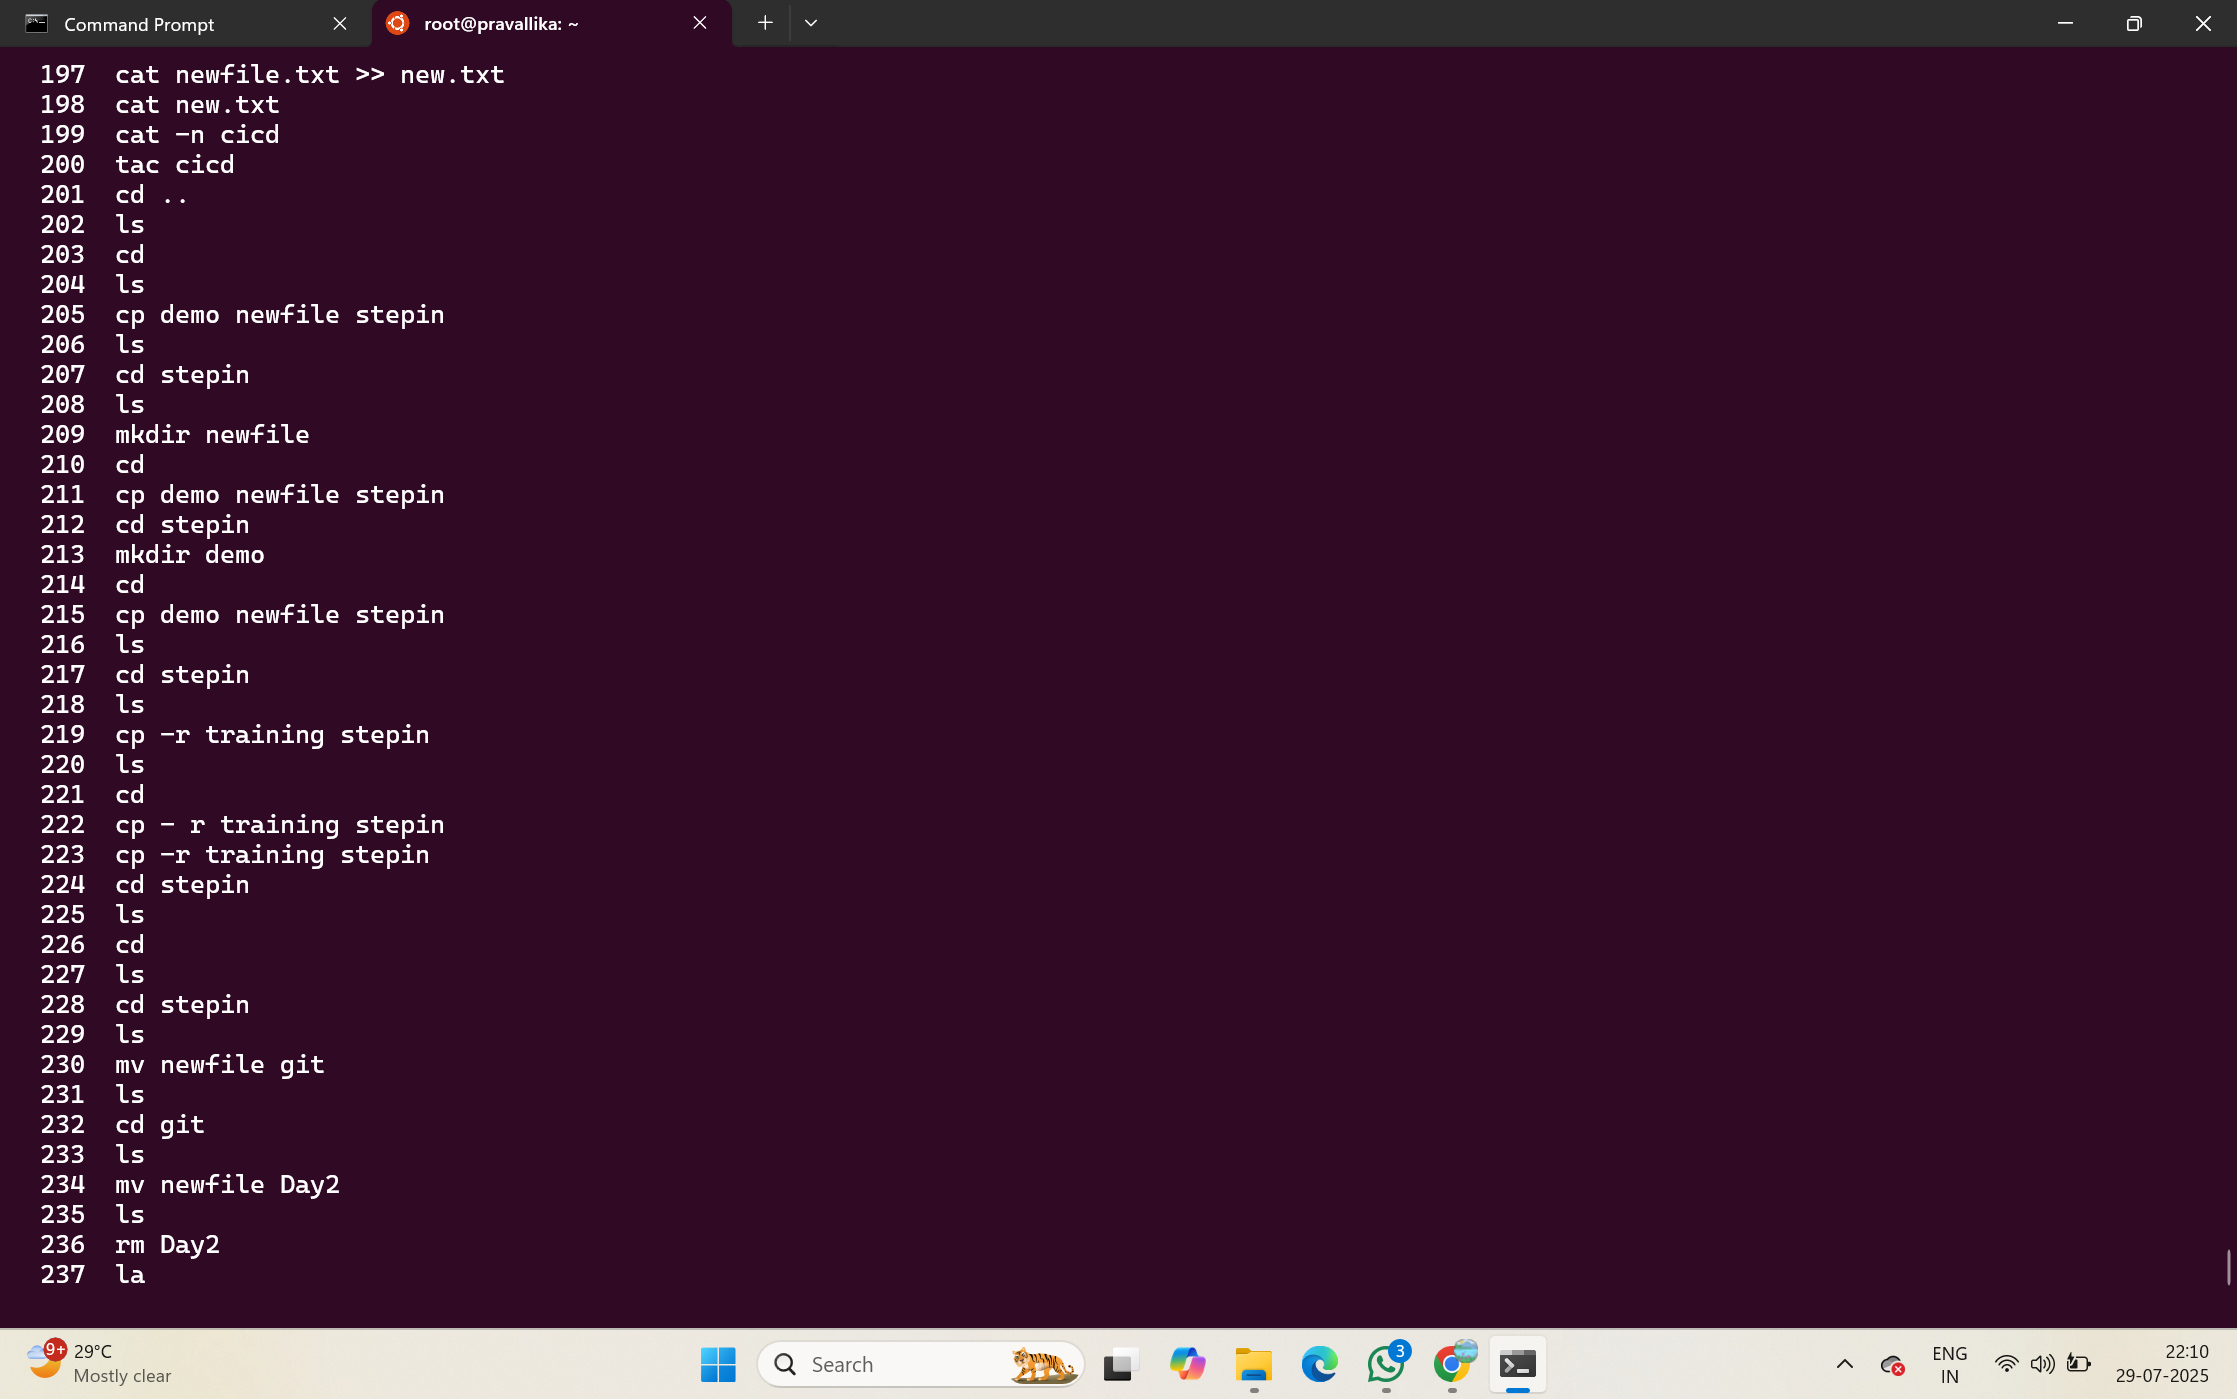 Command Prompt
root@pravallika: ~
197 cat newfile.txt >> new.txt
198 cat new.txt
199 cat -n cicd
200 tac cicd
201 cd ..
202 ls
203 cd
204 ls
205 cp demo newfile stepin
206 ls
207 cd stepin
208 ls
209 mkdir newfile
210 cd
211 cp demo newfile stepin
212 cd stepin
213 mkdir demo
214 cd
215 cp demo newfile stepin
216 ls
217 cd stepin
218 ls
219 cp -r training stepin
220 ls
221 cd
222 cp - r training stepin
223 cp -r training stepin
224 cd stepin
225 ls
226 cd
227 ls
228 cd stepin
229 ls
230 mv newfile git
231 ls
232 cd git
233 ls
234 mv newfile Day2
235 ls
236 rm Day2
237 la
9+
29°C
Mostly clear
Search
3
ENG
IN
22:10
29-07-2025